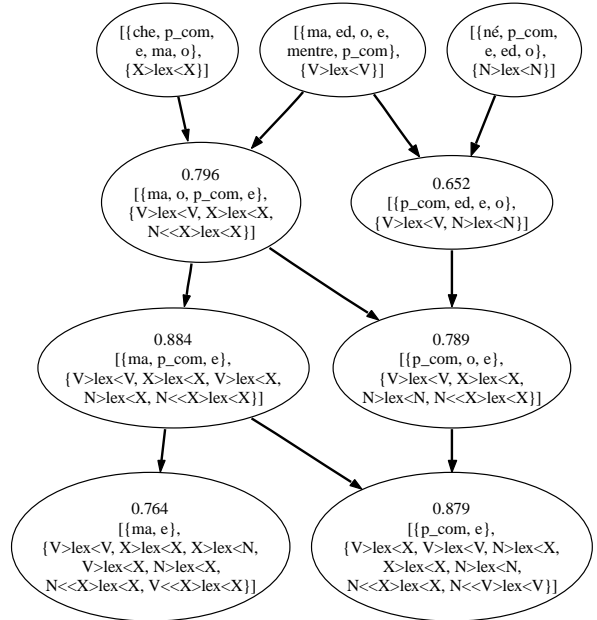 [{che, p_com,
e, ma, o},
{X>lex<X}]
[{ma, ed, o, e,
mentre, p_com},
{V>lex<V}]
[{né, p_com,
e, ed, o},
{N>lex<N}]
0.796
[{ma, o, p_com, e},
{V>lex<V, X>lex<X,
N<<X>lex<X}]
0.652
[{p_com, ed, e, o},
{V>lex<V, N>lex<N}]
0.884
[{ma, p_com, e},
{V>lex<V, X>lex<X, V>lex<X,
N>lex<X, N<<X>lex<X}]
0.789
[{p_com, o, e},
{V>lex<V, X>lex<X,
N>lex<N, N<<X>lex<X}]
0.764
[{ma, e},
{V>lex<V, X>lex<X, X>lex<N,
V>lex<X, N>lex<X,
N<<X>lex<X, V<<X>lex<X}]
0.879
[{p_com, e},
{V>lex<X, V>lex<V, N>lex<X,
X>lex<X, N>lex<N,
N<<X>lex<X, N<<V>lex<V}]